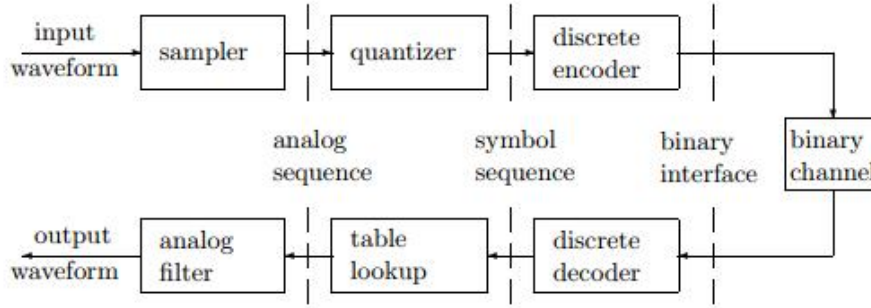 input
waveform
sampler
quantizer
discrete
encoder
analog
sequence
symbol
sequence
binary
interface
binary
channel
output
waveform
analog
filter
table
lookup
discrete
decoder